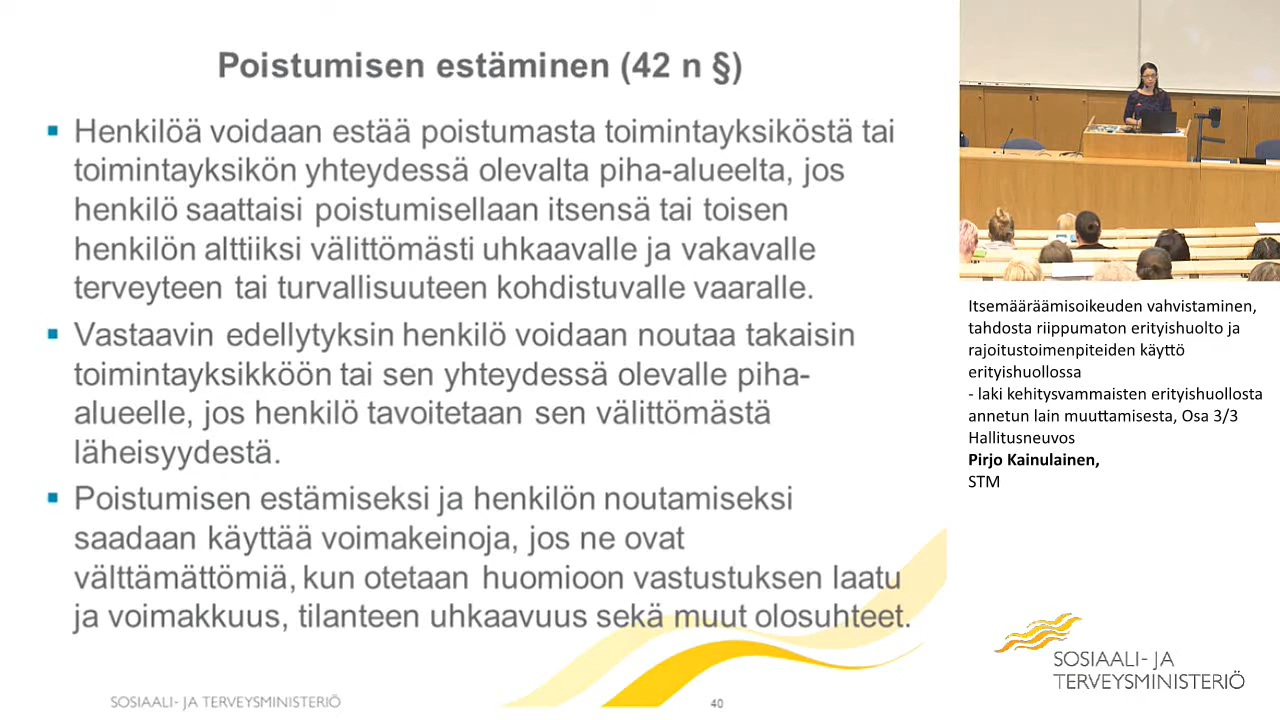 Poistumisen estäminen (42 n §)
Henkilöä voidaan estää poistumasta toimintayksiköstä tai
toimintayksikön yhteydessä olevalta piha-alueelta, jos
henkilö saattaisi poistumisellaan itsensä tai toisen
henkilön alttiiksi välittömästi uhkaavalle ja vakavalle
terveyteen tai turvallisuuteen kohdistuvalle vaaralle.
Vastaavin edellytyksin henkilö voidaan noutaa takaisin
toimintayksikköön tai sen yhteydessä olevalle piha-
alueelle, jos henkilö tavoitetaan sen välittömästä
läheisyydestä.
Poistumisen estämiseksi ja henkilön noutamiseksi
saadaan käyttää voimakeinoja, jos ne ovat
välttämättömiä, kun otetaan huomioon vastustuksen laatu
ja voimakkuus, tilanteen uhkaavuus sekä muut olosuhteet.
SOSIAALI- JA TERVEYSMINISTERIÖ
40
Itsemääräämisoikeuden vahvistaminen,
tahdosta riippumaton erityishuolto ja
rajoitustoimenpiteiden käyttö
erityishuollossa
- laki kehitysvammaisten erityishuollosta
annetun lain muuttamisesta, Osa 3/3
Hallitusneuvos
Pirjo Kainulainen,
STM
SOSIAALI- JA
TERVEYSMINISTERIÖ